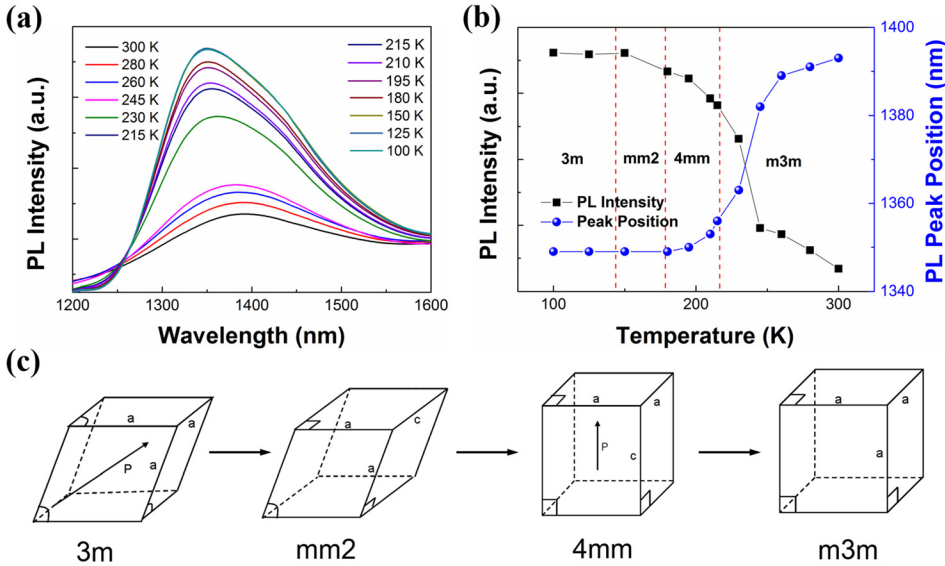 (a)
PL Intensity (a.u.)
300 K
280 K
260 K
245 K
230 K
215 K
215 K
210 K
195 K
180 K
150 K
125 K
100 K
1200 1300 1400 1500 1600
Wavelength (nm)
(b)
PL Intensity (a.u.)
3m mm2 4mm m3m
PL Intensity
Peak Position
1400
1380
1360
1340
PL Peak Position (nm)
100 150 200 250 300
Temperature (K)
(c)
a a a P
3m
a c a
mm2
a a P c
4mm
a a a
m3m